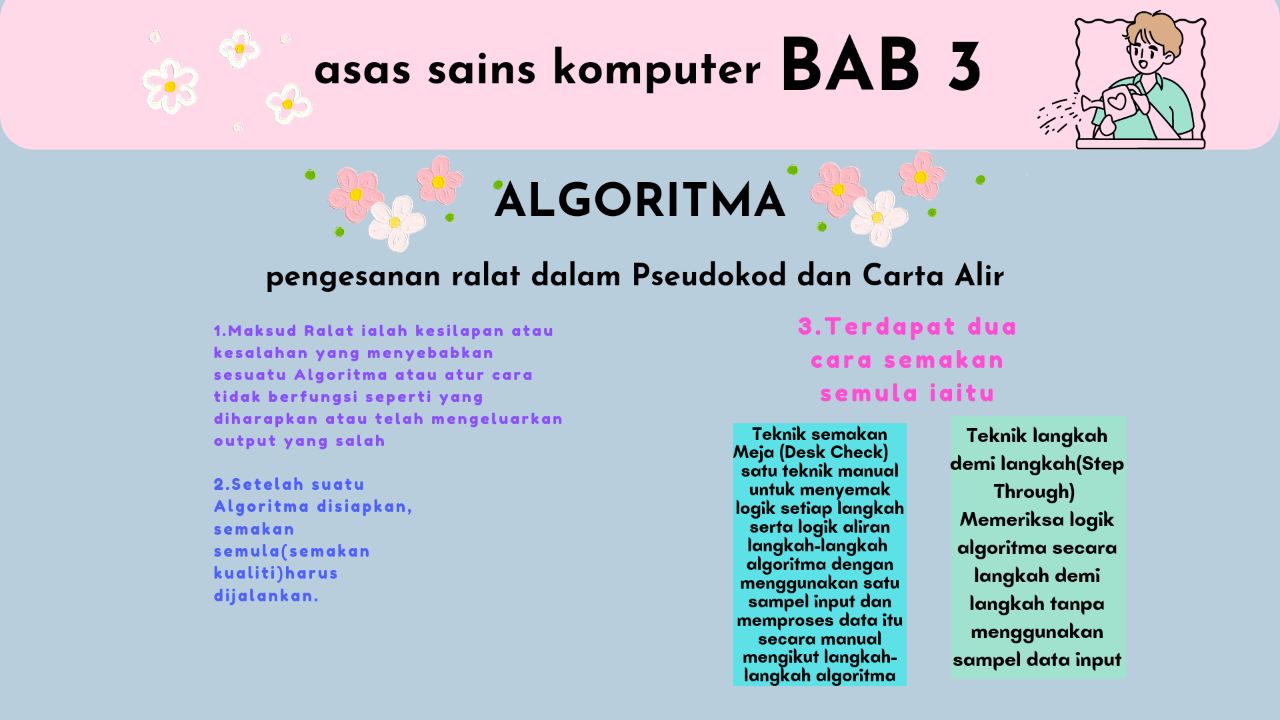 asas sains komputer BAB 3
ALGORITMA
pengesanan ralat dalam Pseudokod dan Carta Alir
1.Maksud Ralat ialah kesilapan atau
kesalahan yang menyebabkan
sesuatu Algoritma atau atur cara
tidak berfungsi seperti yang
diharapkan atau telah mengeluarkan
output yang salah
2.Setelah suatu
Algoritma disiapkan,
semakan
semula(semakan
kualiti)harus
dijalankan.
3.Terdapat dua
cara semakan
semula iaitu
Teknik semakan
Meja (Desk Check)
satu teknik manual
untuk menyemak
logik setiap langkah
serta logik aliran
langkah-langkah
algoritma dengan
menggunakan satu
sampel input dan
memproses data itu
secara manual
mengikut langkah-
langkah algoritma
Teknik langkah
demi langkah(Step
Through)
Memeriksa logik
algoritma secara
langkah demi
langkah tanpa
menggunakan
sampel data input